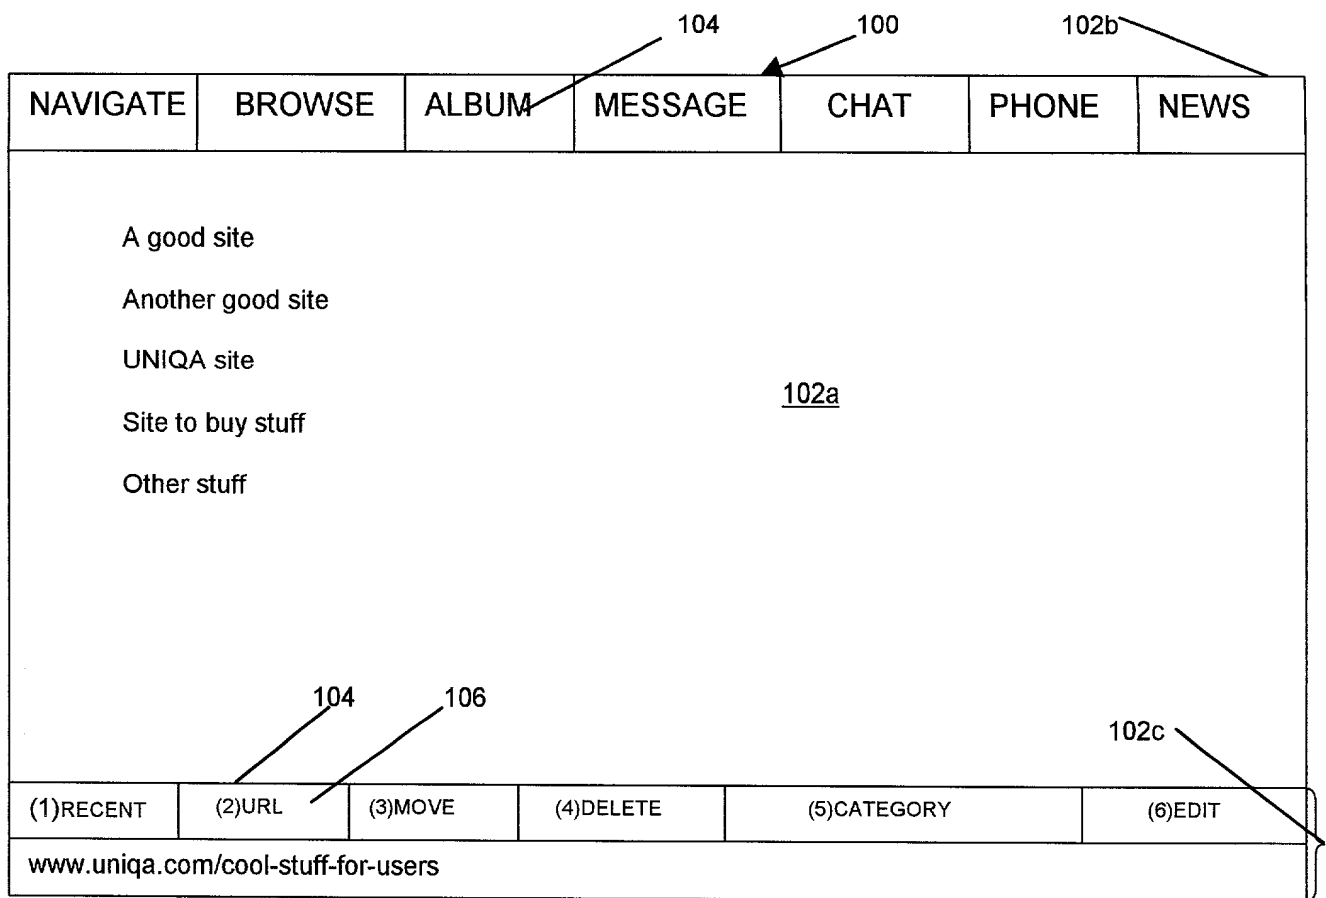 104 100 102b
NAVIGATE BROWSE ALBUM MESSAGE CHAT PHONE NEWS
A good site
Another good site
UNIQA site
102a
Site to buy stuff
Other stuff
104 106
102c
(1)RECENT (2)URL (3)MOVE (4)DELETE (5)CATEGORY (6)EDIT
www.uniqa.com/cool-stuff-for-users